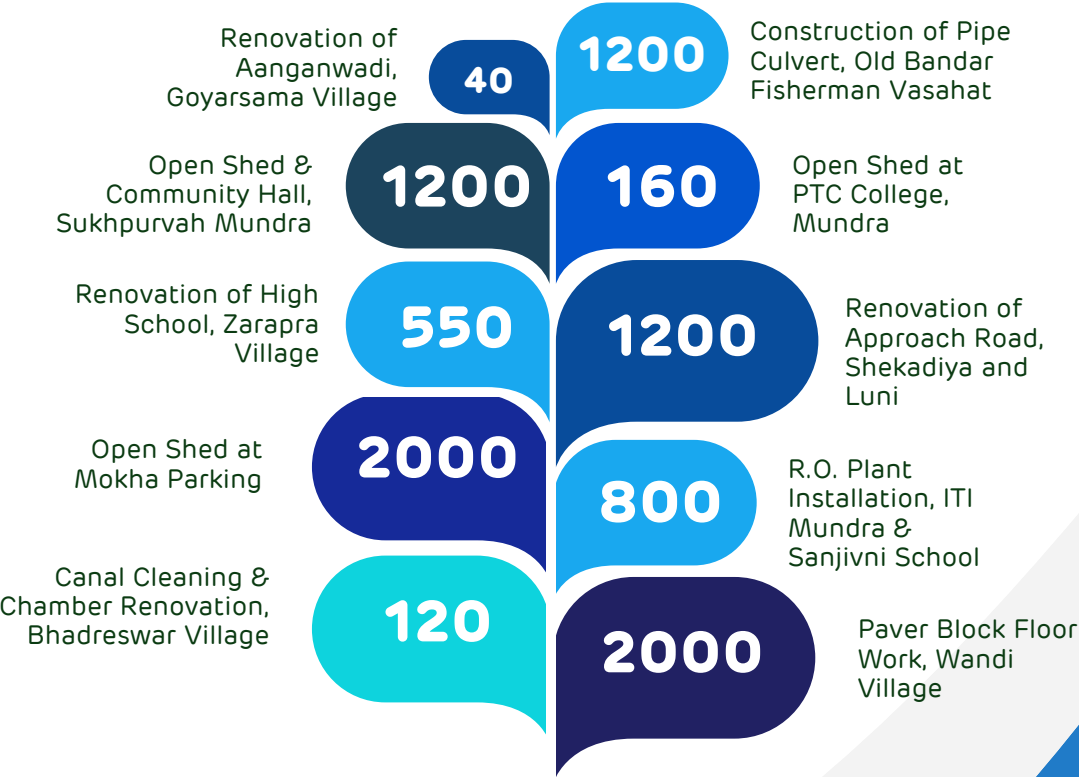 Renovation of
Aanganwadi,
Goyarsama Village
40
1200
Construction of Pipe
Culvert, Old Bandar
Fisherman Vasahat
Open Shed &
Community Hall,
Sukhpurvah Mundra
1200
160
Open Shed at
PTC College,
Mundra
Renovation of High
School, Zarapra
Village
550
1200
Renovation of
Approach Road,
Shekadiya and
Luni
Open Shed at
Mokha Parking
2000
800
R.O. Plant
Installation, ITI
Mundra &
Sanjivni School
Canal Cleaning &
Chamber Renovation,
Bhadreswar Village
120
2000
Paver Block Floor
Work, Wandi
Village